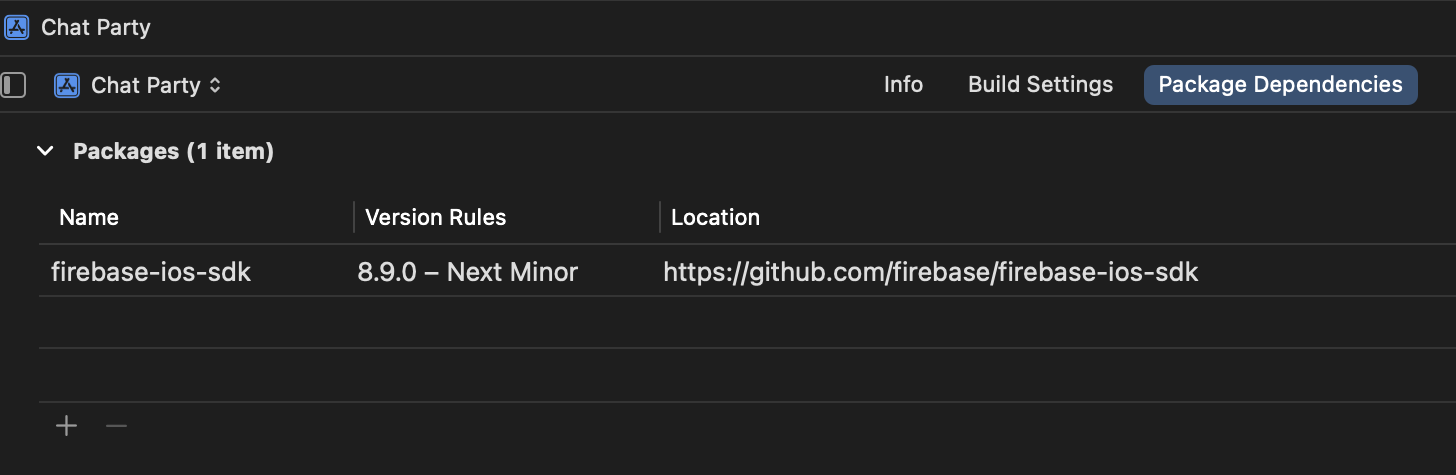 Chat Party
Chat Party Info Build Settings Package Dependencies
Packages (1 item)
Name Version Rules Location
firebase-ios-sdk 8.9.0 – Next Minor https://github.com/firebase/firebase-ios-sdk